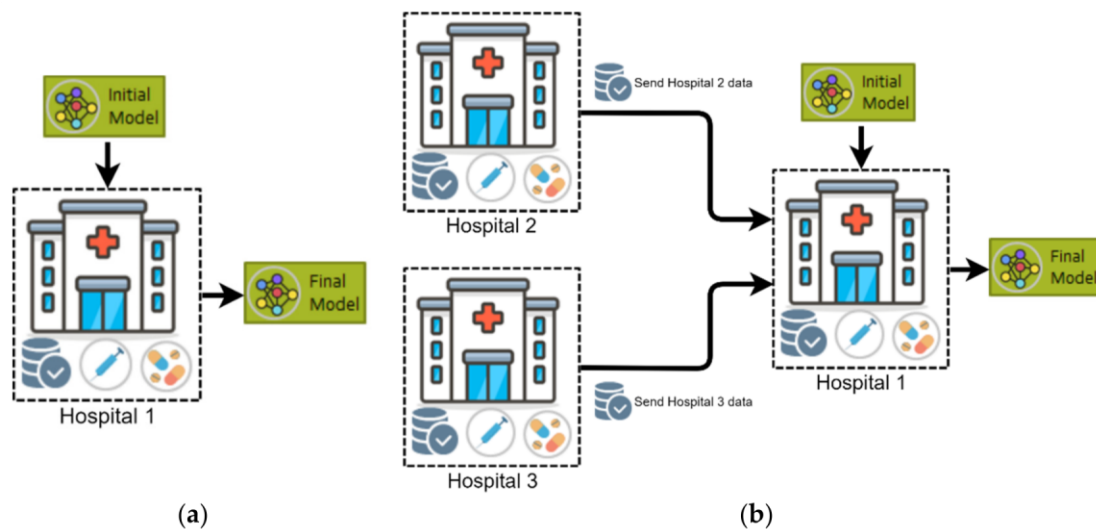 Initial
Model
Final
Model
Hospital 1
(a)
Hospital 2
Send Hospital 2 data
Hospital 3
Send Hospital 3 data
Initial
Model
Hospital 1
Final
Model
(b)